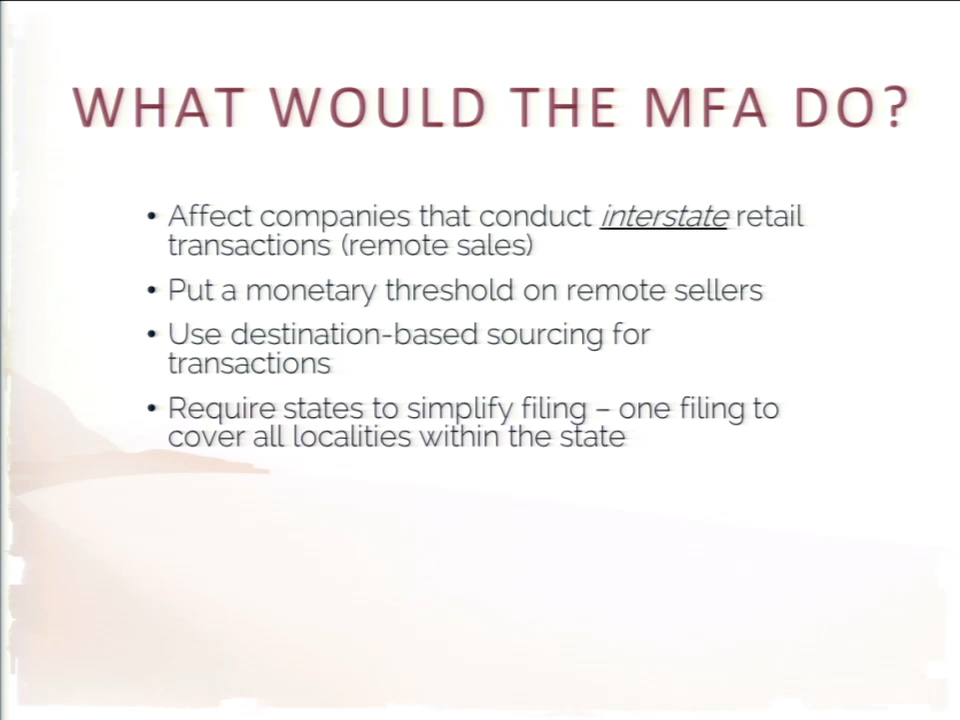 WHAT WOULD THE MFA DO?
• Affect companies that conduct interstate retail
transactions (remote sales)
• Put a monetary threshold on remote sellers
• Use destination-based sourcing for
transactions
• Require states to simplify filing – one filing to
cover all localities within the state